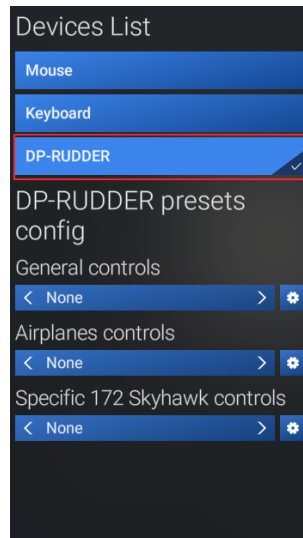 Devices List
Mouse
Keyboard
DP-RUDDER
DP-RUDDER presets
config
General controls
None
Airplanes controls
None
Specific 172 Skyhawk controls
None